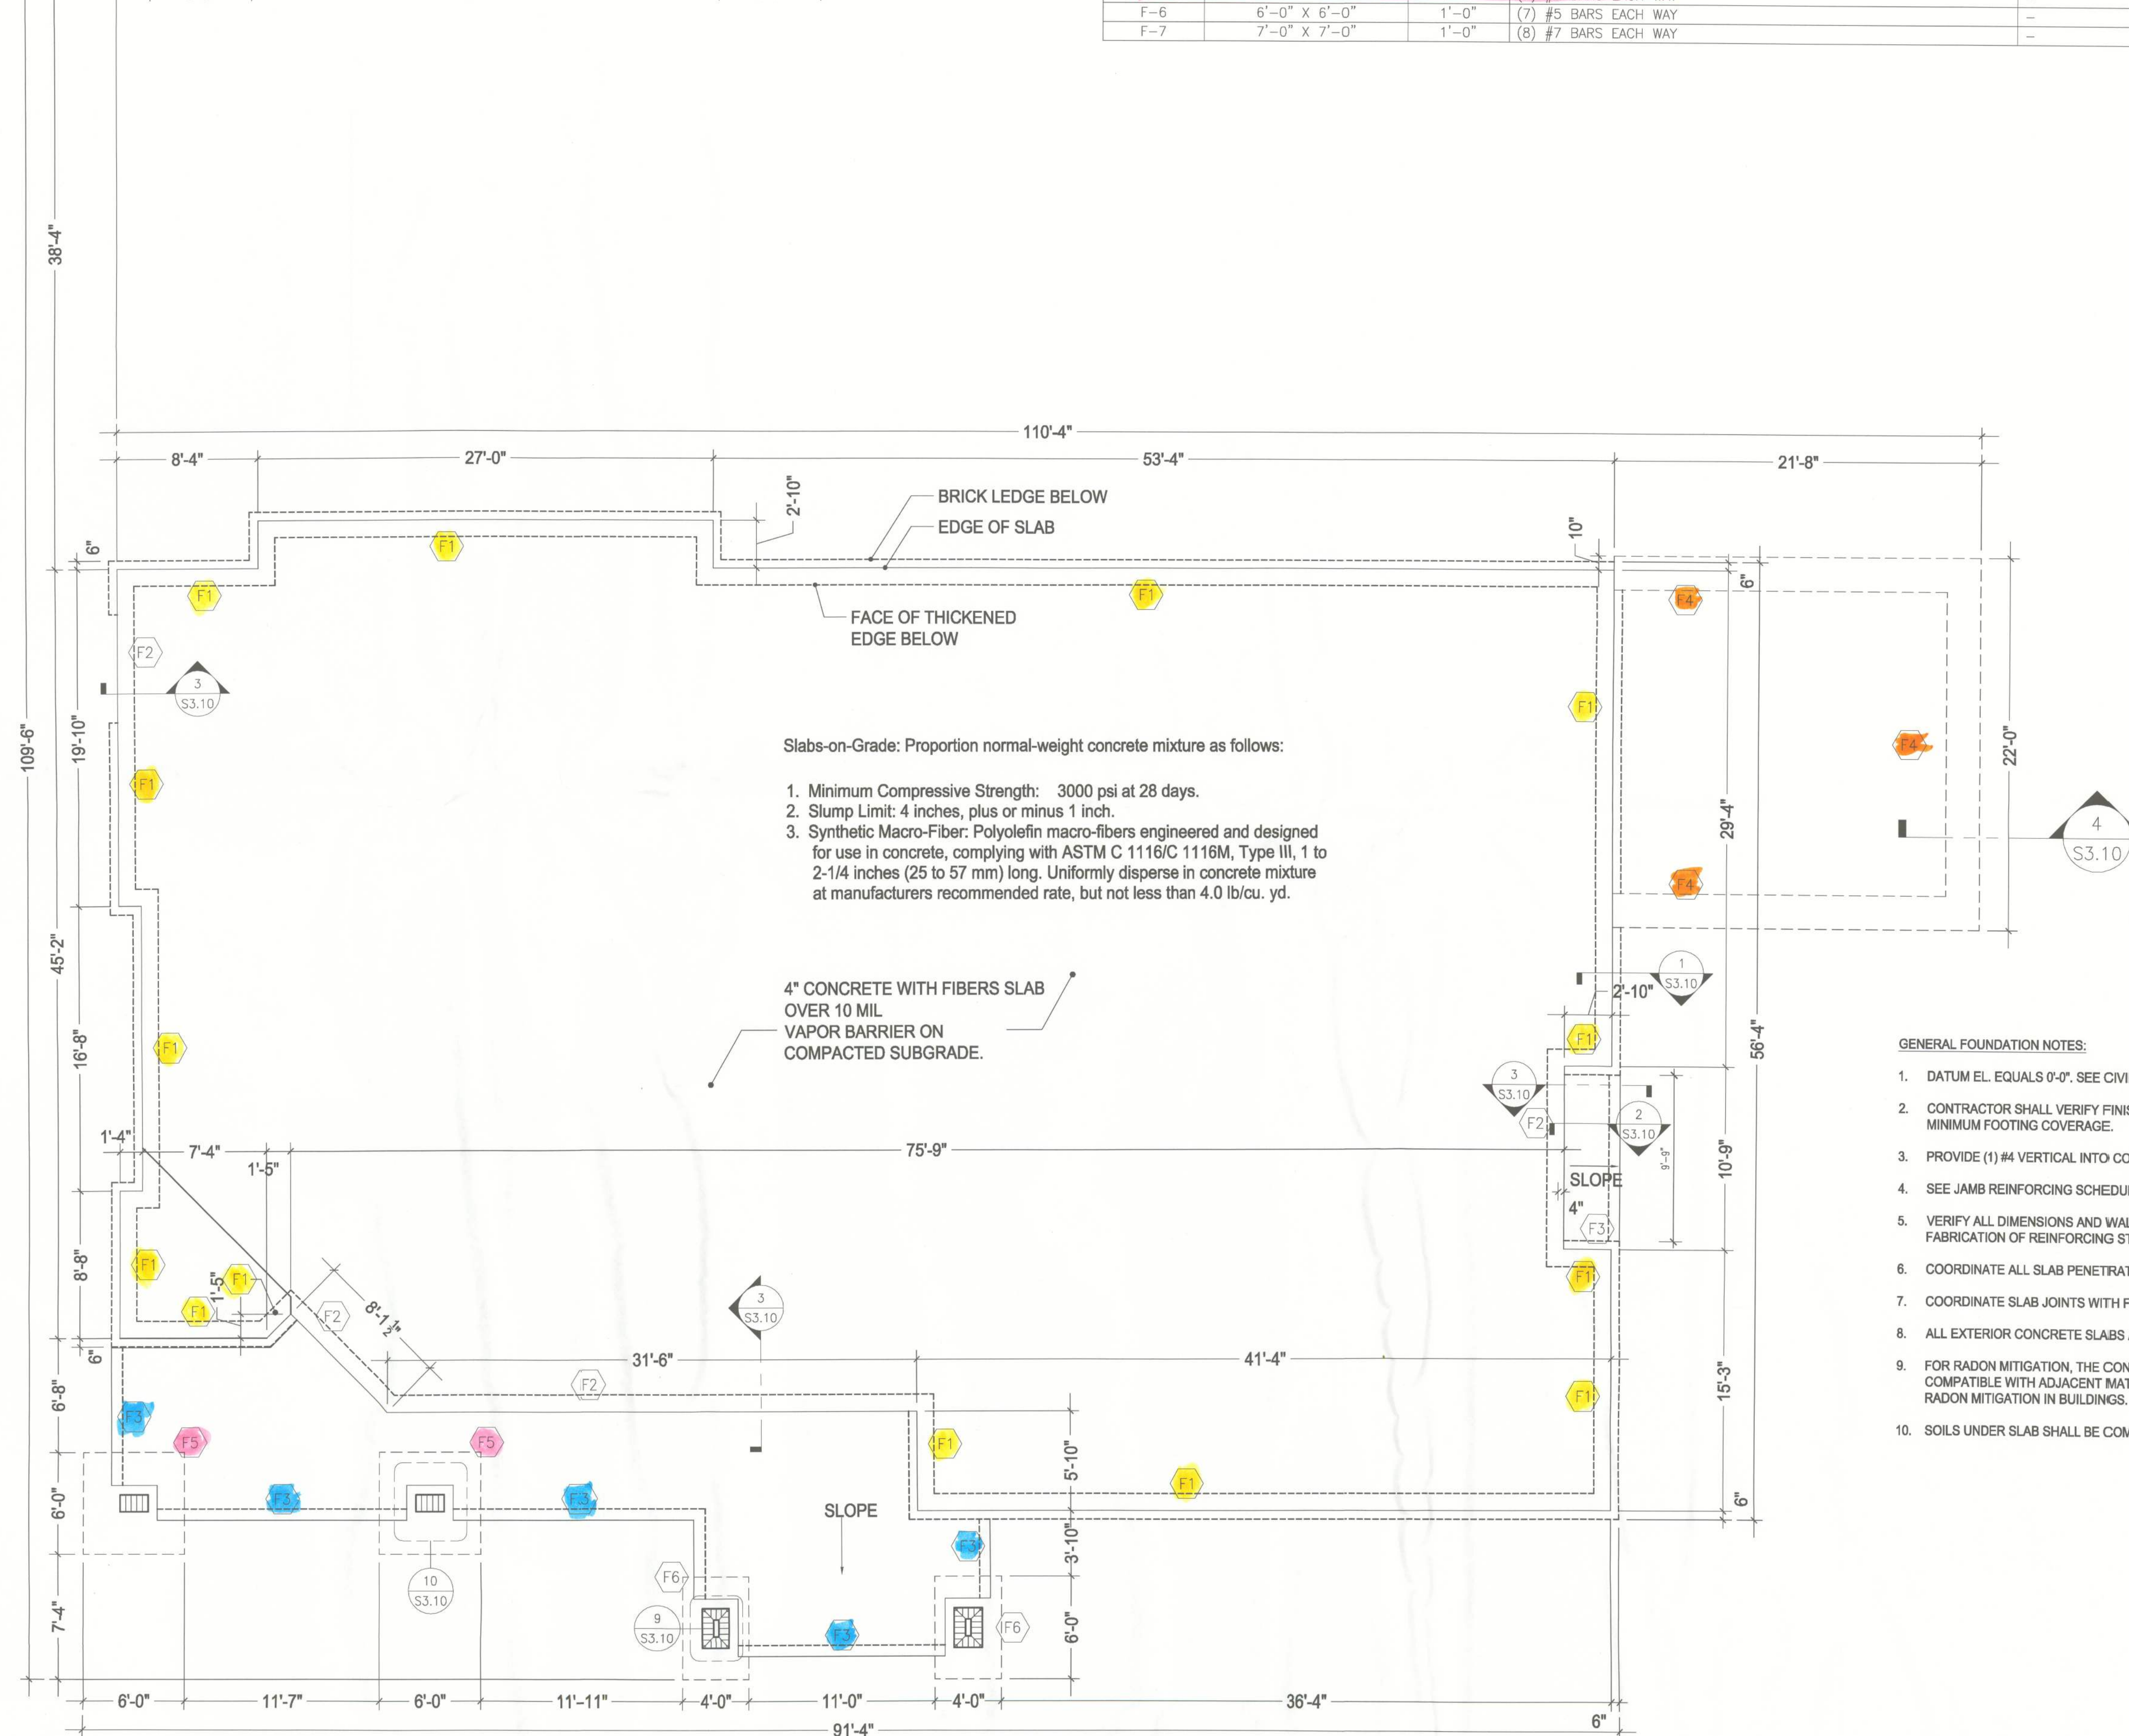 F-6 6'-0" X 6'-0" 1'-0" (7) #5 BARS EACH WAY -
F-7 7'-0" X 7'-0" 1'-0" (8) #7 BARS EACH WAY -
38'-4"
110'-4"
8'-4" 27'-0" 53'-4" 21'-8"
2'-10"
BRICK LEDGE BELOW
EDGE OF SLAB
10"
6"
F1
F1
F1
F4
6"
FACE OF THICKENED
EDGE BELOW
F2
3
S3.10
F1
109'-6"
19'-10"
F1
F4
22'-0"
Slabs-on-Grade: Proportion normal-weight concrete mixture as follows:
1. Minimum Compressive Strength: 3000 psi at 28 days.
2. Slump Limit: 4 inches, plus or minus 1 inch.
3. Synthetic Macro-Fiber: Polyolefin macro-fibers engineered and designed
for use in concrete, complying with ASTM C 1116/C 1116M, Type III, 1 to
2-1/4 inches (25 to 57 mm) long. Uniformly disperse in concrete mixture
at manufacturers recommended rate, but not less than 4.0 lb/cu. yd.
29'-4"
4
S3.10
F4
45'-2"
16'-8"
F1
4" CONCRETE WITH FIBERS SLAB
OVER 10 MIL
VAPOR BARRIER ON
COMPACTED SUBGRADE.
1
S3.10
2'-10"
F1
56'-4"
3
S3.10
F2
2
S3.10
9'-9"
10'-9"
SLOPE
4"
F3
GENERAL FOUNDATION NOTES:
1. DATUM EL. EQUALS 0'-0". SEE CIVI
2. CONTRACTOR SHALL VERIFY FINIS
MINIMUM FOOTING COVERAGE.
3. PROVIDE (1) #4 VERTICAL INTO CO
4. SEE JAMB REINFORCING SCHEDU
5. VERIFY ALL DIMENSIONS AND WAL
FABRICATION OF REINFORCING ST
6. COORDINATE ALL SLAB PENETRAT
7. COORDINATE SLAB JOINTS WITH F
8. ALL EXTERIOR CONCRETE SLABS
9. FOR RADON MITIGATION, THE CON
COMPATIBLE WITH ADJACENT MAT
RADON MITIGATION IN BUILDINGS.
10. SOILS UNDER SLAB SHALL BE COM
1'-4" 7'-4" 1'-5" 75'-9"
8'-8"
F1
F1
1'-5"
F1
F2
8'-1 1/2"
3
S3.10
F1
6"
31'-6" 41'-4"
F2
F1
15'-3"
6'-8"
F3
F5
F5
F1
5'-10"
F1
6'-0"
F3
F3
SLOPE
6"
F3
3'-10"
10
S3.10
F6
7'-4"
9
S3.10
F3
F6
6'-0"
6'-0" 11'-7" 6'-0" 11'-11" 4'-0" 11'-0" 4'-0" 36'-4"
6"
91'-4"